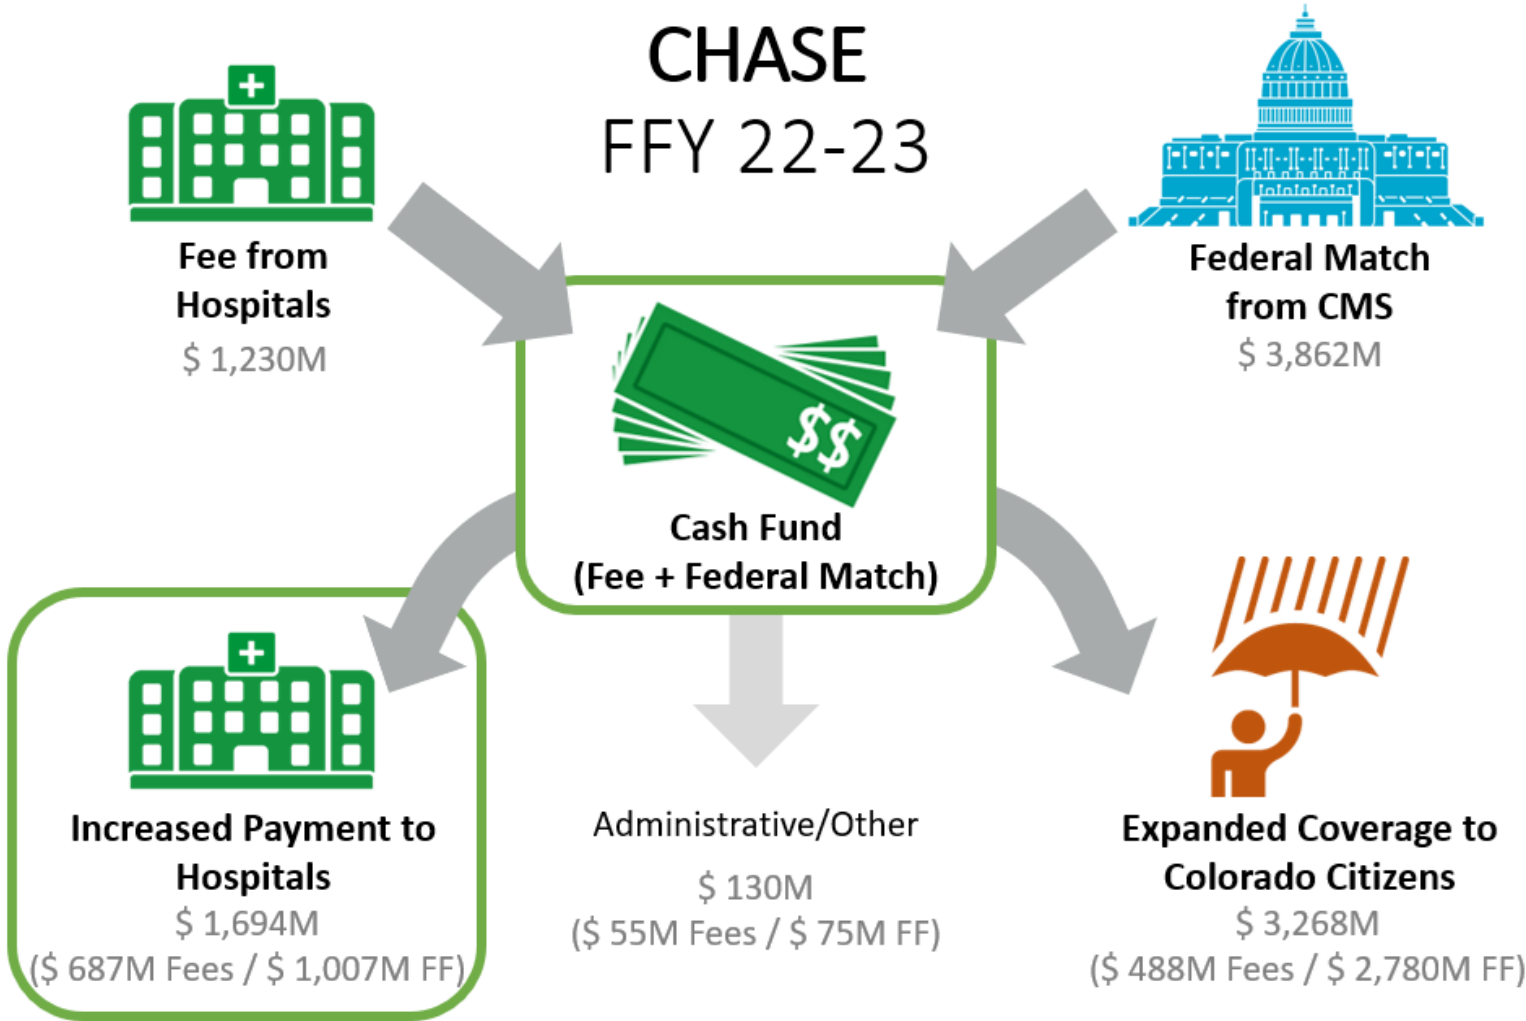 CHASE
FFY 22-23
Fee from
Hospitals
$ 1,230M
Federal Match
from CMS
$ 3,862M
$$
Cash Fund
(Fee + Federal Match)
Increased Payment to
Hospitals
$ 1,694M
($ 687M Fees / $ 1,007M FF)
Administrative/Other
$ 130M
($ 55M Fees / $ 75M FF)
Expanded Coverage to
Colorado Citizens
$ 3,268M
($ 488M Fees / $ 2,780M FF)